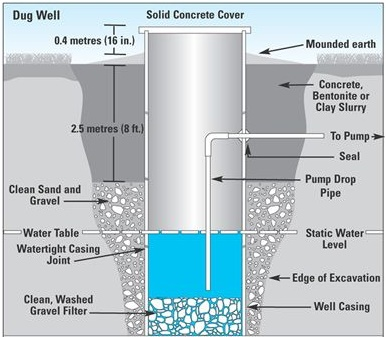 Dug Well
Solid Concrete Cover
0.4 metres (16 in.)
Mounded earth
Concrete,
Bentonite or
Clay Slurry
2.5 metres (8 ft.)
To Pump
Seal
Pump Drop
Pipe
Clean Sand and
Gravel
Water Table
Static Water
Level
Watertight Casing
Joint
Edge of Excavation
Clean, Washed
Gravel Filter
Well Casing